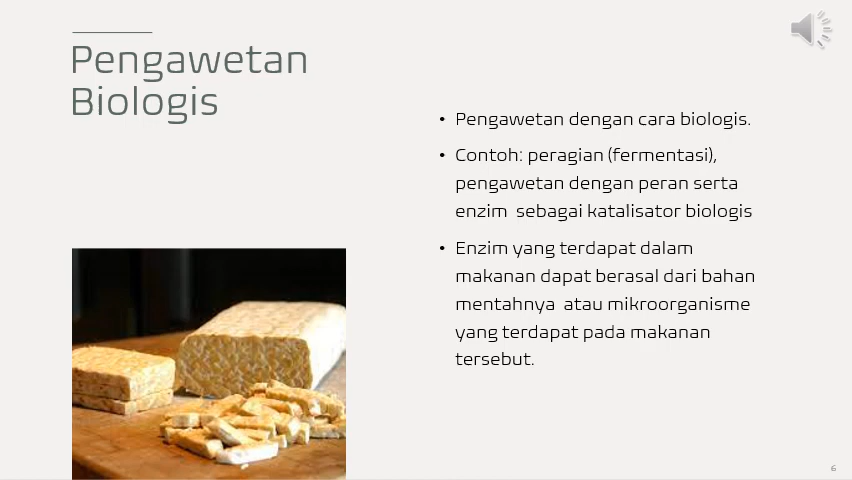 Pengawetan
Biologis
• Pengawetan dengan cara biologis.
• Contoh: peragian (fermentasi),
pengawetan dengan peran serta
enzim  sebagai katalisator biologis
• Enzim yang terdapat dalam
makanan dapat berasal dari bahan
mentahnya  atau mikroorganisme
yang terdapat pada makanan
tersebut.
6